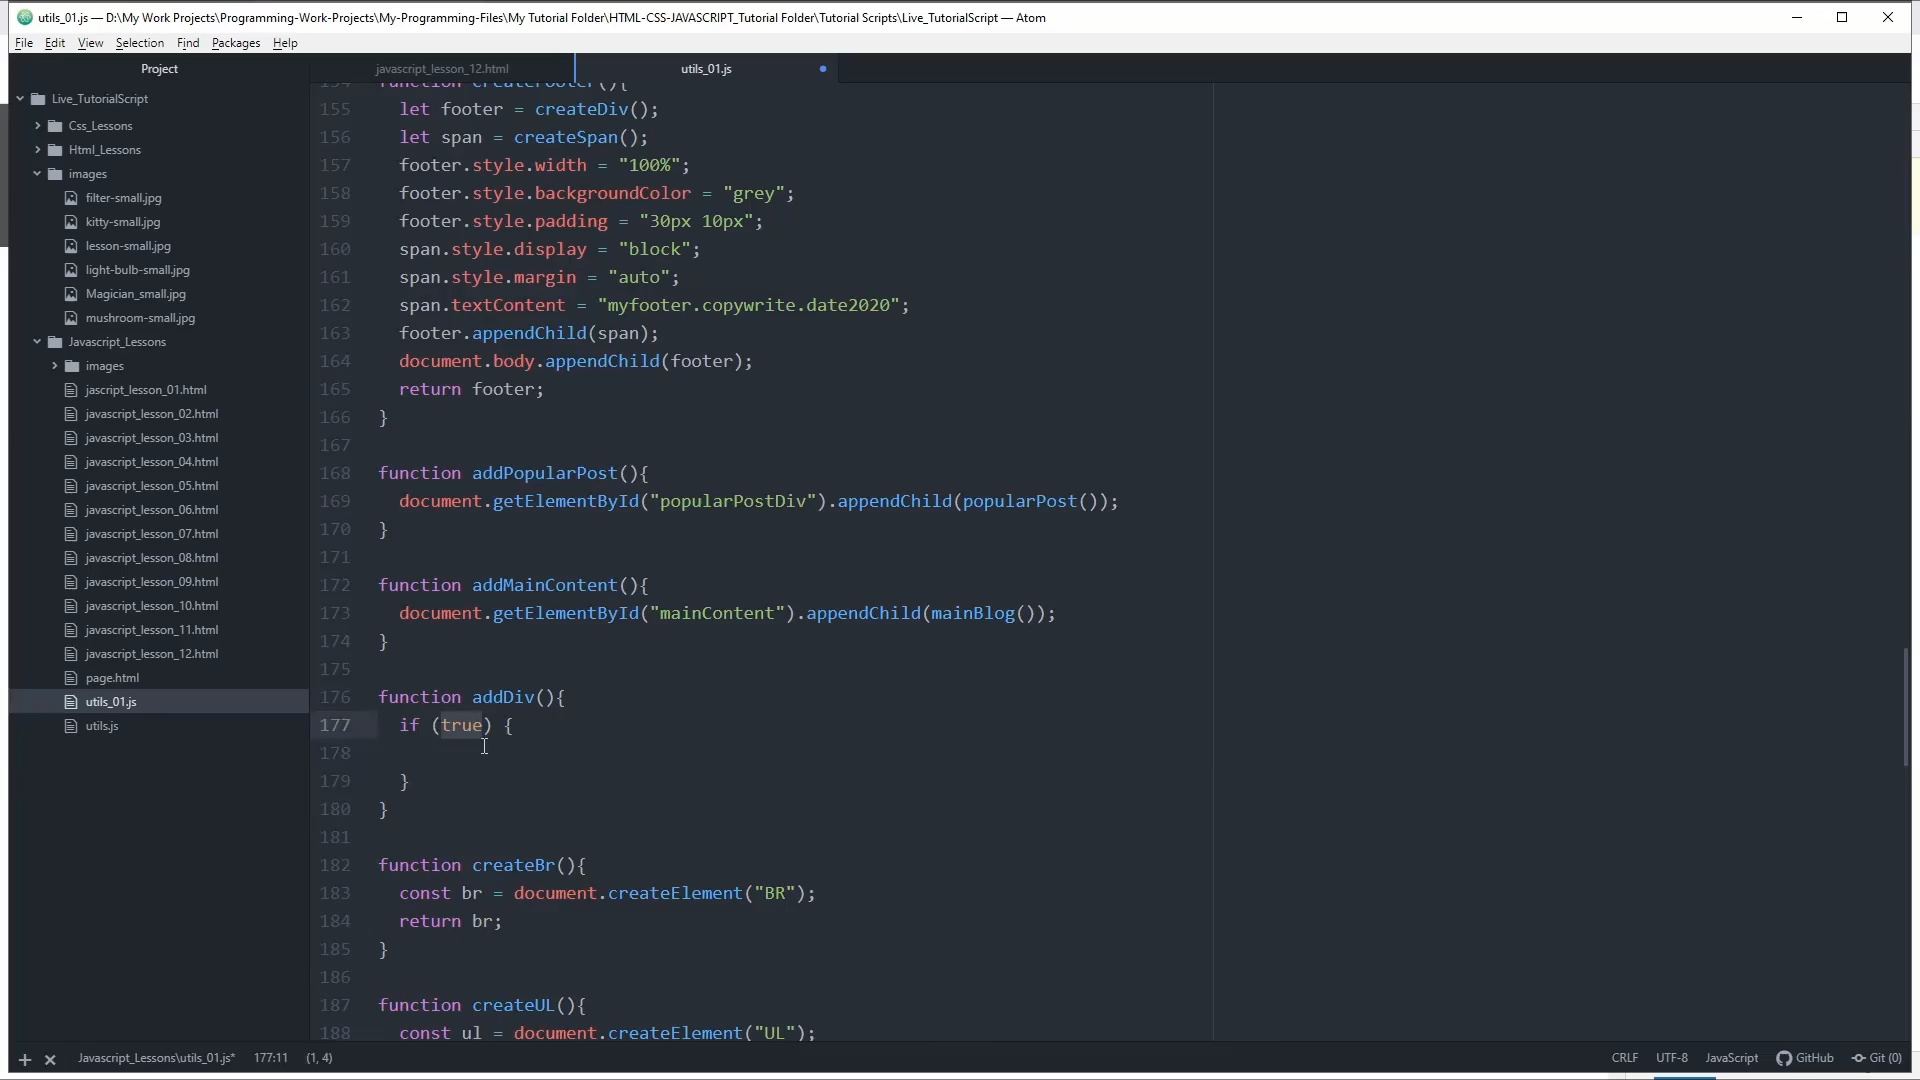 utils_01.js — D:\My Work Projects\Programming-Work-Projects\My-Programming-Files\My Tutorial Folder\HTML-CSS-JAVASCRIPT_Tutorial Folder\Tutorial Scripts\Live_TutorialScript — Atom
File Edit View Selection Find Packages Help
Project
Live_TutorialScript
Css_Lessons
Html_Lessons
images
filter-small.jpg
kitty-small.jpg
lesson-small.jpg
light-bulb-small.jpg
Magician_small.jpg
mushroom-small.jpg
Javascript_Lessons
images
jascript_lesson_01.html
javascript_lesson_02.html
javascript_lesson_03.html
javascript_lesson_04.html
javascript_lesson_05.html
javascript_lesson_06.html
javascript_lesson_07.html
javascript_lesson_08.html
javascript_lesson_09.html
javascript_lesson_10.html
javascript_lesson_11.html
javascript_lesson_12.html
page.html
utils_01.js
utils.js
javascript_lesson_12.html utils_01.js
154 function createFooter(){
155 let footer = createDiv();
156 let span = createSpan();
157 footer.style.width = "100%";
158 footer.style.backgroundColor = "grey";
159 footer.style.padding = "30px 10px";
160 span.style.display = "block";
161 span.style.margin = "auto";
162 span.textContent = "myfooter.copywrite.date2020";
163 footer.appendChild(span);
164 document.body.appendChild(footer);
165 return footer;
166 }
167
168 function addPopularPost(){
169 document.getElementById("popularPostDiv").appendChild(popularPost());
170 }
171
172 function addMainContent(){
173 document.getElementById("mainContent").appendChild(mainBlog());
174 }
175
176 function addDiv(){
177 if (true) {
178
179 }
180 }
181
182 function createBr(){
183 const br = document.createElement("BR");
184 return br;
185 }
186
187 function createUL(){
188 const ul = document.createElement("UL");
Javascript_Lessons\utils_01.js* 177:11 (1, 4) CRLF UTF-8 JavaScript GitHub Git (0)